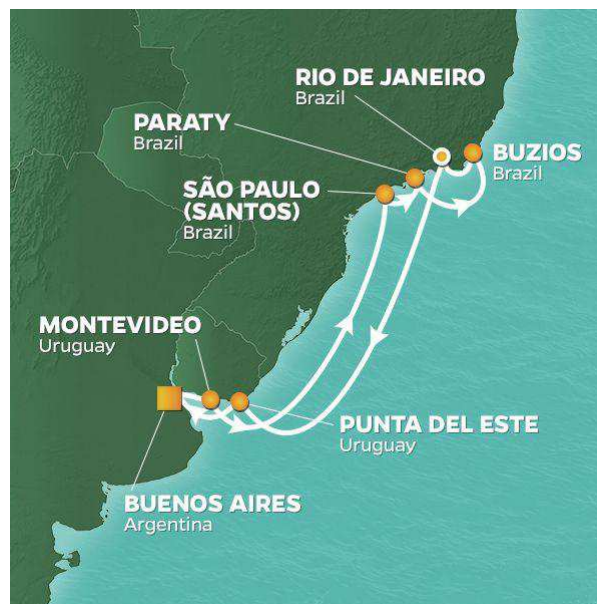 RIO DE JANEIRO
Brazil
PARATY
Brazil
BUZIOS
Brazil
SÃO PAULO
(SANTOS)
Brazil
MONTEVIDEO
Uruguay
PUNTA DEL ESTE
Uruguay
BUENOS AIRES
Argentina